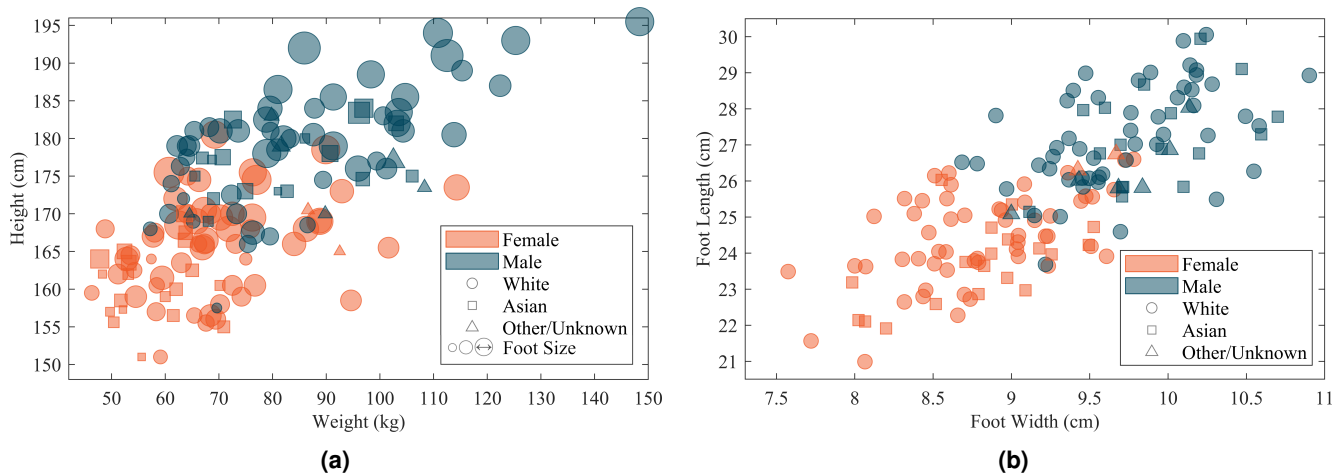 195
190
185
180
175
170
165
160
155
150
Height (cm)
50 60 70 80 90 100 110 120 130 140 150
Weight (kg)
Female
Male
White
Asian
Other/Unknown
Foot Size
(a)
30
29
28
27
26
25
24
23
22
21
Foot Length (cm)
7.5 8 8.5 9 9.5 10 10.5 11
Foot Width (cm)
Female
Male
White
Asian
Other/Unknown
(b)